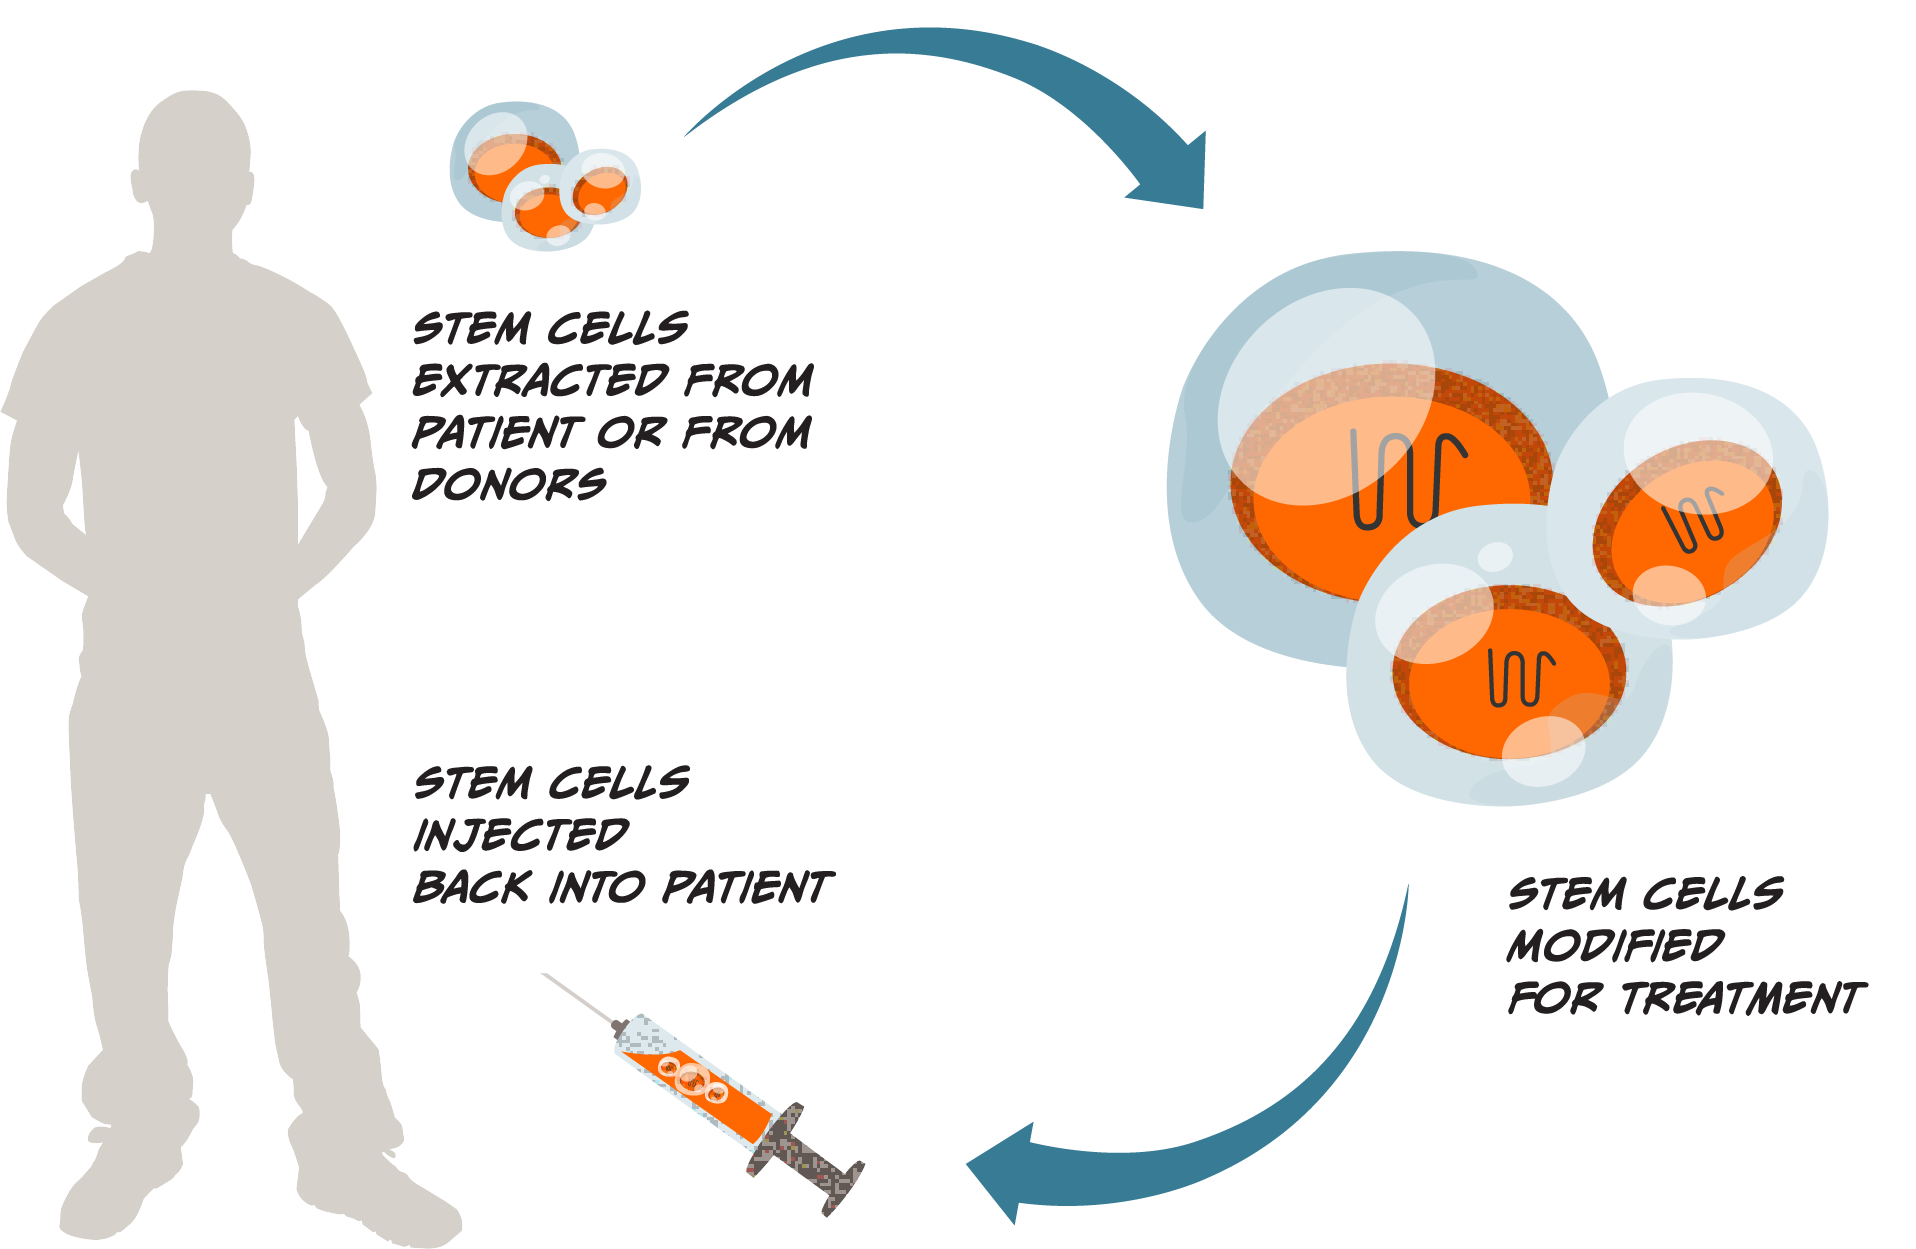 STEM CELLS
EXTRACTED FROM
PATIENT OR FROM
DONORS
STEM CELLS
MODIFIED
FOR TREATMENT
STEM CELLS
INJECTED
BACK INTO PATIENT